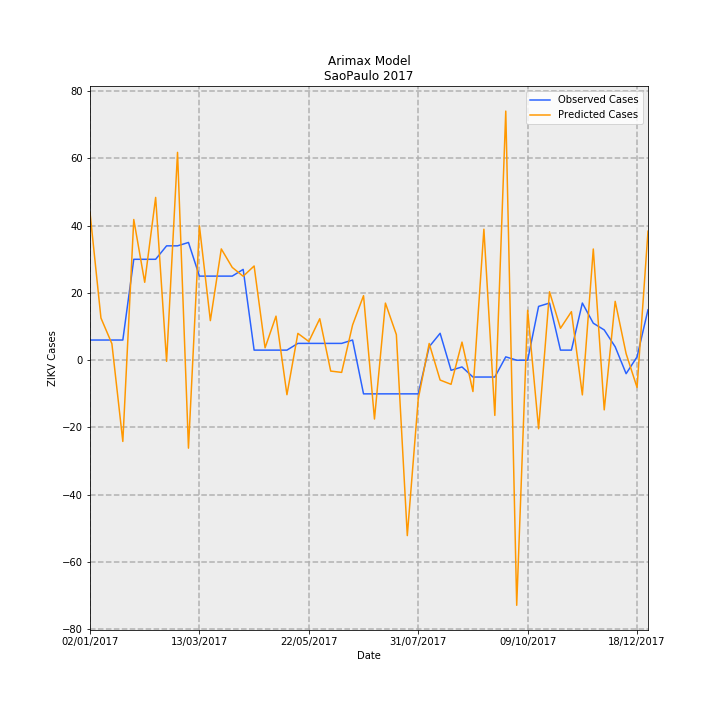 Arimax Model
SaoPaulo 2017
Observed Cases
Predicted Cases
80
60
40
20
0
−20
−40
−60
−80
ZIKV Cases
02/01/2017 13/03/2017 22/05/2017 31/07/2017 09/10/2017 18/12/2017
Date